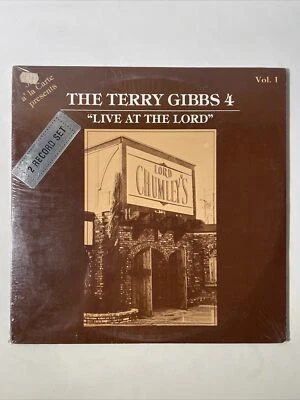 a' la Carte
presents
Vol. 1
THE TERRY GIBBS 4
"LIVE AT THE LORD"
2 RECORD SET
LORD
CHUMLEY'S